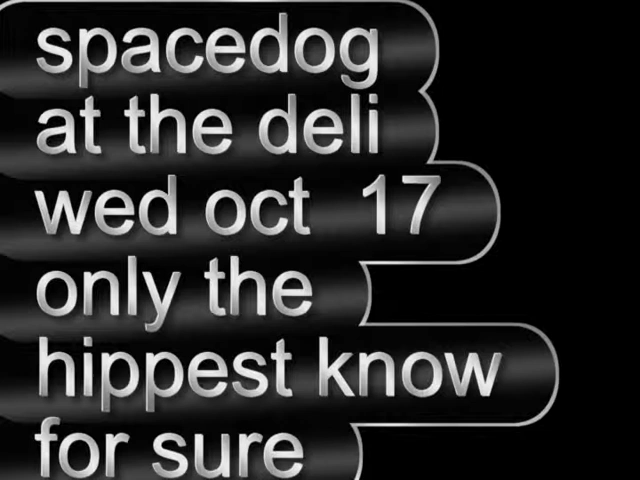 spacedog
at the deli
wed oct 17
only the
hippest know
for sure